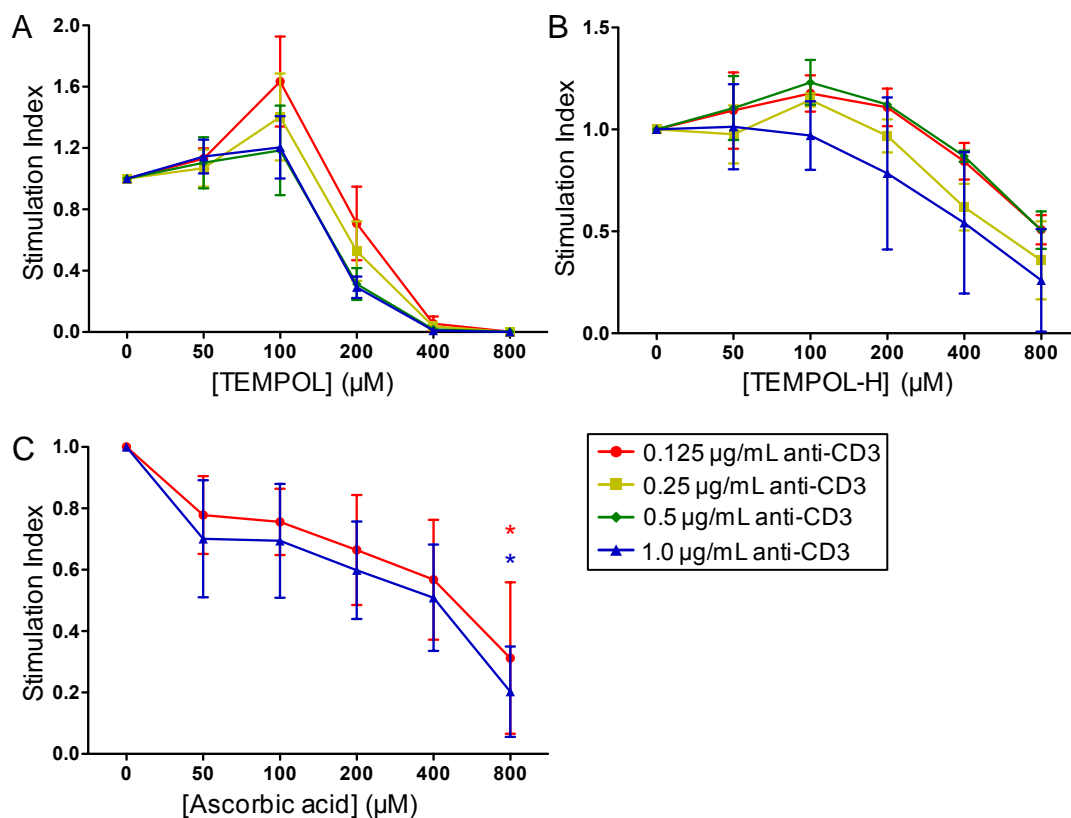 A
2.0
1.6
1.2
0.8
0.4
0.0
Stimulation Index
0 50 100 200 400 800
[TEMPOL] (µM)
B
1.5
1.0
0.5
0.0
Stimulation Index
0 50 100 200 400 800
[TEMPOL-H] (µM)
C
1.0
0.8
0.6
0.4
0.2
0.0
Stimulation Index
0 50 100 200 400 800
[Ascorbic acid] (µM)
*
*
0.125 µg/mL anti-CD3
0.25 µg/mL anti-CD3
0.5 µg/mL anti-CD3
1.0 µg/mL anti-CD3